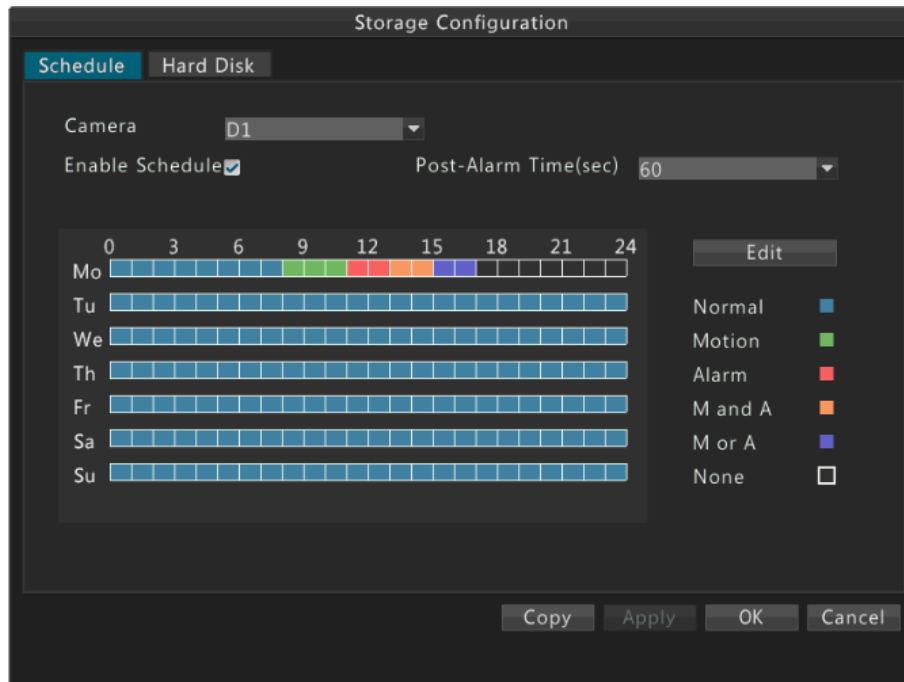 Storage Configuration
Schedule Hard Disk
Camera D1
Enable Schedule Post-Alarm Time(sec) 60
0 3 6 9 12 15 18 21 24
Edit
Mo
Tu Normal
We Motion
Th Alarm
Fr M and A
Sa M or A
Su None
Copy Apply OK Cancel